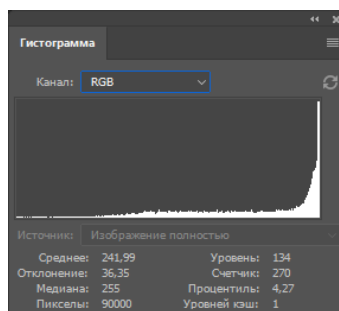 Гистограмма
Канал: RGB
Источник: Изображение полностью
Среднее: 241,99 Уровень: 134
Отклонение: 36,35 Счетчик: 270
Медиана: 255 Процентиль: 4,27
Пикселы: 90000 Уровней кэш: 1